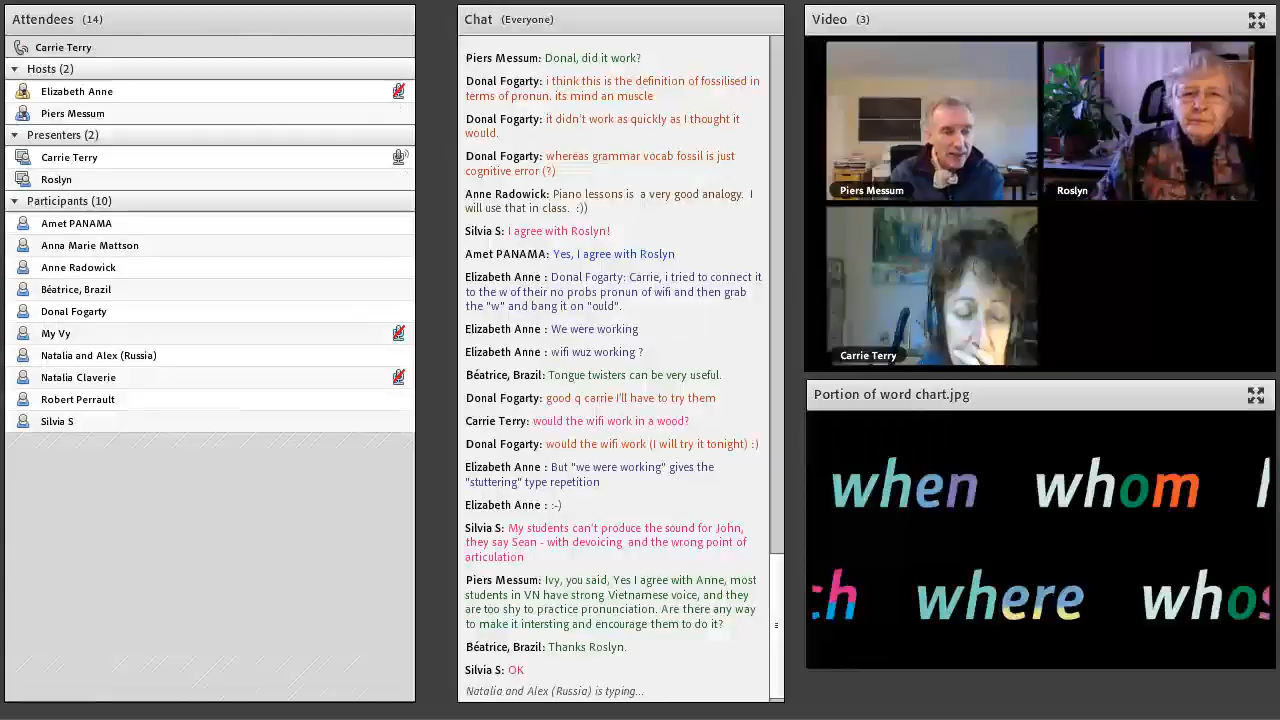 Attendees (14)
Carrie Terry
Hosts (2)
Elizabeth Anne
Piers Messum
Presenters (2)
Carrie Terry
Roslyn
Participants (10)
Amet PANAMA
Anna Marie Mattson
Anne Radowick
Béatrice, Brazil
Donal Fogarty
My Vy
Natalia and Alex (Russia)
Natalia Claverie
Robert Perrault
Silvia S
Chat (Everyone)
Piers Messum: Donal, did it work?
Donal Fogarty: i think this is the definition of fossilised in
terms of pronun. its mind an muscle
Donal Fogarty: it didn't work as quickly as I thought it
would.
Donal Fogarty: whereas grammar vocab fossil is just
cognitive error (?)
Anne Radowick: Piano lessons is a very good analogy. I
will use that in class. :))
Silvia S: I agree with Roslyn!
Amet PANAMA: Yes, I agree with Roslyn
Elizabeth Anne : Donal Fogarty: Carrie, i tried to connect it
to the w of their no probs pronun of wifi and then grab
the "w" and bang it on "ould".
Elizabeth Anne : We were working
Elizabeth Anne : wifi wuz working ?
Béatrice, Brazil: Tongue twisters can be very useful.
Donal Fogarty: good q carrie I'll have to try them
Carrie Terry: would the wifi work in a wood?
Donal Fogarty: would the wifi work (I will try it tonight) :)
Elizabeth Anne : But "we were working" gives the
"stuttering" type repetition
Elizabeth Anne : :-)
Silvia S: My students can't produce the sound for John,
they say Sean - with devoicing and the wrong point of
articulation
Piers Messum: Ivy, you said, Yes I agree with Anne, most
students in VN have strong Vietnamese voice, and they
are too shy to practice pronunciation. Are there any way
to make it intersting and encourage them to do it?
Béatrice, Brazil: Thanks Roslyn.
Silvia S: OK
Natalia and Alex (Russia) is typing...
Video (3)
Piers Messum
Roslyn
Carrie Terry
Portion of word chart.jpg
when whom
ch where whos